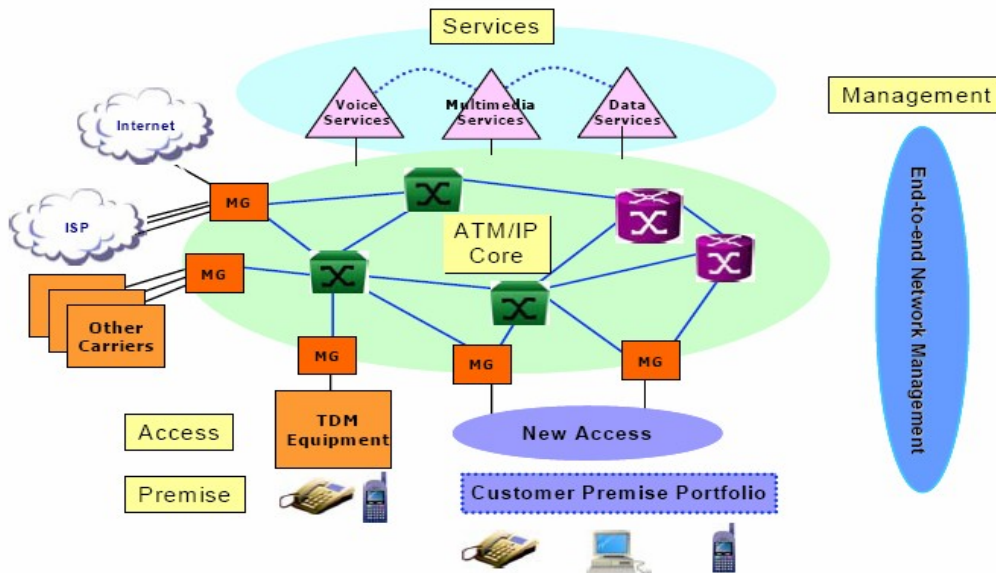 Services
Voice
Services
Multimedia
Services
Data
Services
Management
Internet
ISP
MG
ATM/IP
Core
MG
Other
Carriers
MG
MG
MG
End-to-end Network Management
Access
TDM
Equipment
New Access
Premise
Customer Premise Portfolio